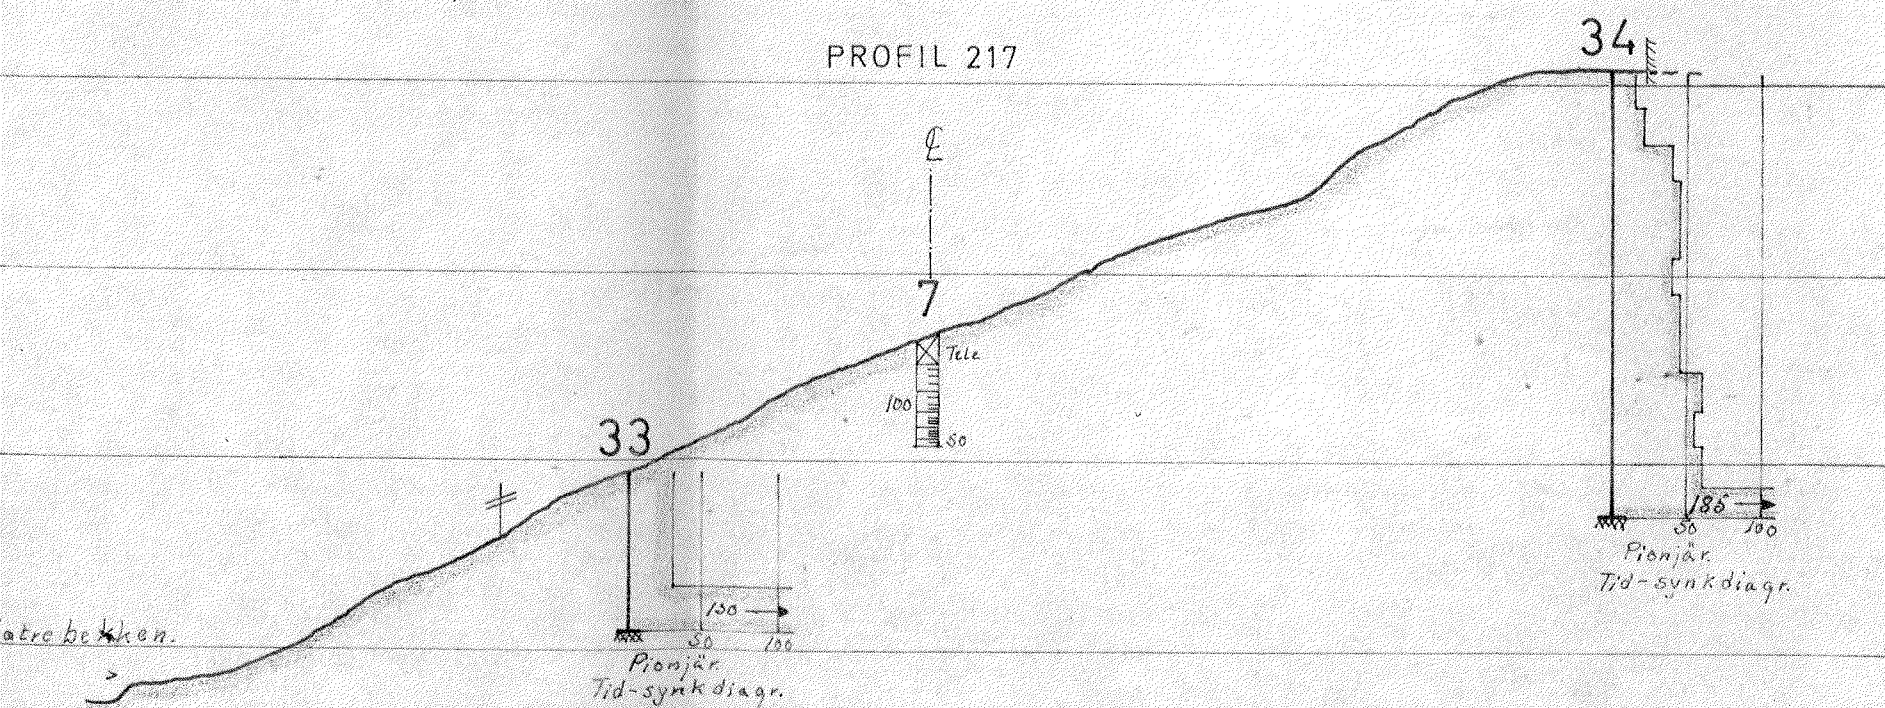 PROFIL 217
34
℄
7
Tele
100
50
33
185
50 100
Pionjär.
Tid-synkdiagr.
130
50 100
Pionjär.
Tid-synkdiagr.
bekken.